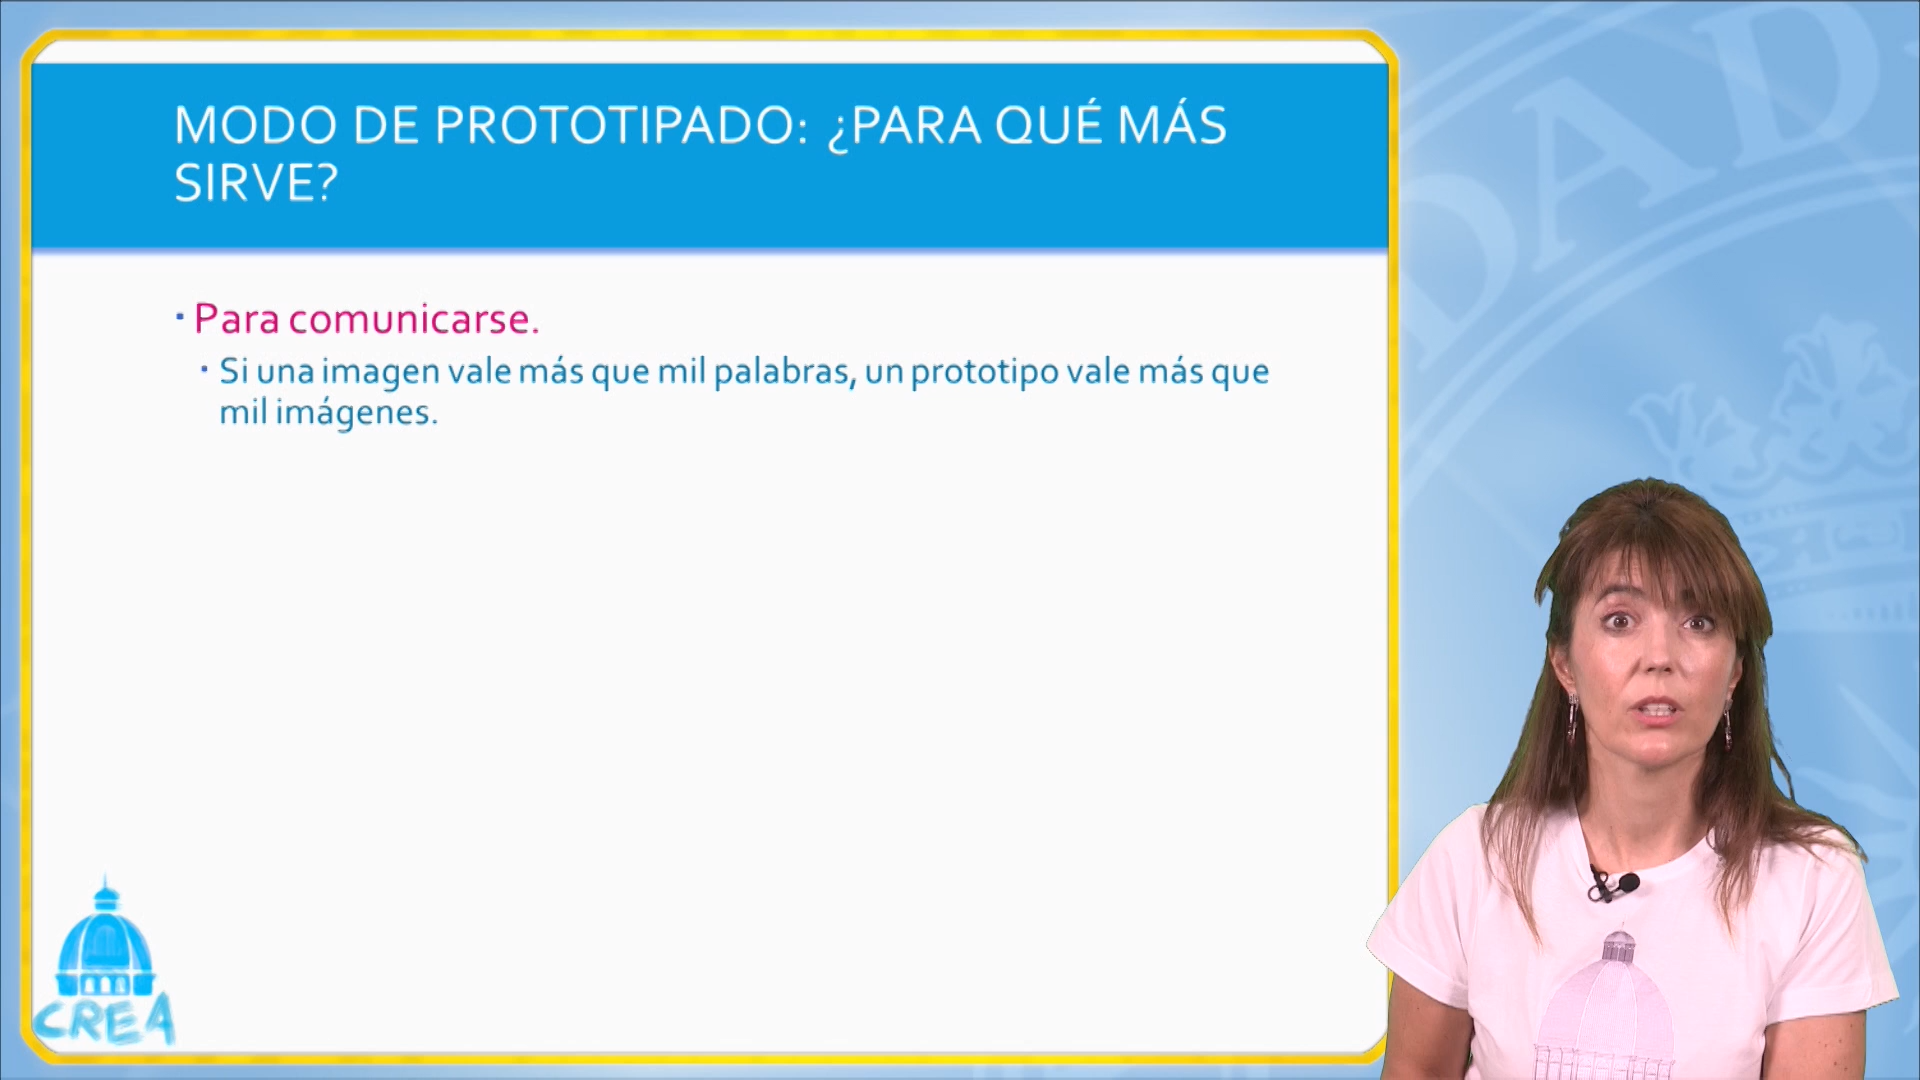 MODO DE PROTOTIPADO: ¿PARA QUÉ MÁS
SIRVE?
Para comunicarse.
Si una imagen vale más que mil palabras, un prototipo vale más que
mil imágenes.
CREA
DAD